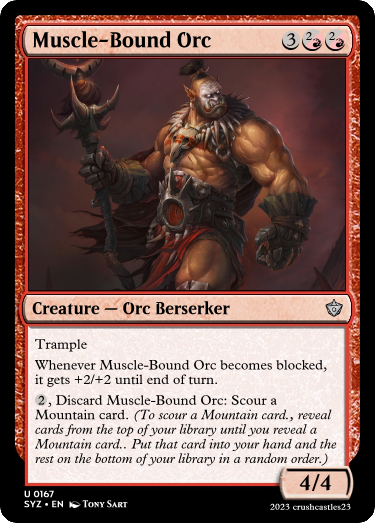 Muscle-Bound Orc 3 2 2
Creature — Orc Berserker
Trample
Whenever Muscle-Bound Orc becomes blocked,
it gets +2/+2 until end of turn.
2, Discard Muscle-Bound Orc: Scour a
Mountain card. (To scour a Mountain card., reveal
cards from the top of your library until you reveal a
Mountain card.. Put that card into your hand and the
rest on the bottom of your library in a random order.)
4/4
U 0167
SYZ • EN Tony Sart
2023 crushcastles23